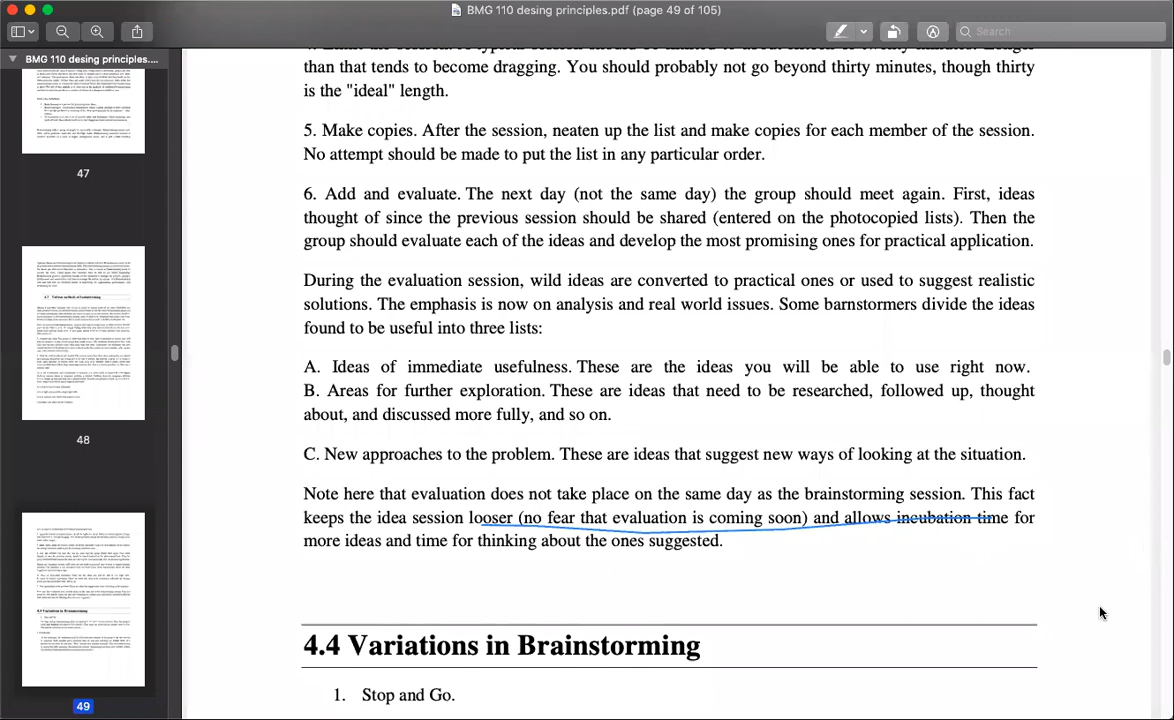 BMG 110 desing principles.pdf (page 49 of 105)
Search
BMG 110 desing principles....
47
48
49
than that tends to become dragging. You should probably not go beyond thirty minutes, though thirty
is the "ideal" length.
5. Make copies. After the session, neaten up the list and make copies for each member of the session.
No attempt should be made to put the list in any particular order.
6. Add and evaluate. The next day (not the same day) the group should meet again. First, ideas
thought of since the previous session should be shared (entered on the photocopied lists). Then the
group should evaluate each of the ideas and develop the most promising ones for practical application.
During the evaluation session, wild ideas are converted to practical ones or used to suggest realistic
solutions. The emphasis is now on analysis and real world issues. Some barnstormers divide the ideas
found to be useful into three lists:
A. Ideas of immediate usefulness. These are the ideas you will be able to use right now.
B. Areas for further exploration. These are ideas that need to be researched, followed up, thought
about, and discussed more fully, and so on.
C. New approaches to the problem. These are ideas that suggest new ways of looking at the situation.
Note here that evaluation does not take place on the same day as the brainstorming session. This fact
keeps the idea session looser (no fear that evaluation is coming soon) and allows incubation time for
more ideas and time for thinking about the ones suggested.
4.4 Variations in Brainstorming
1. Stop and Go.